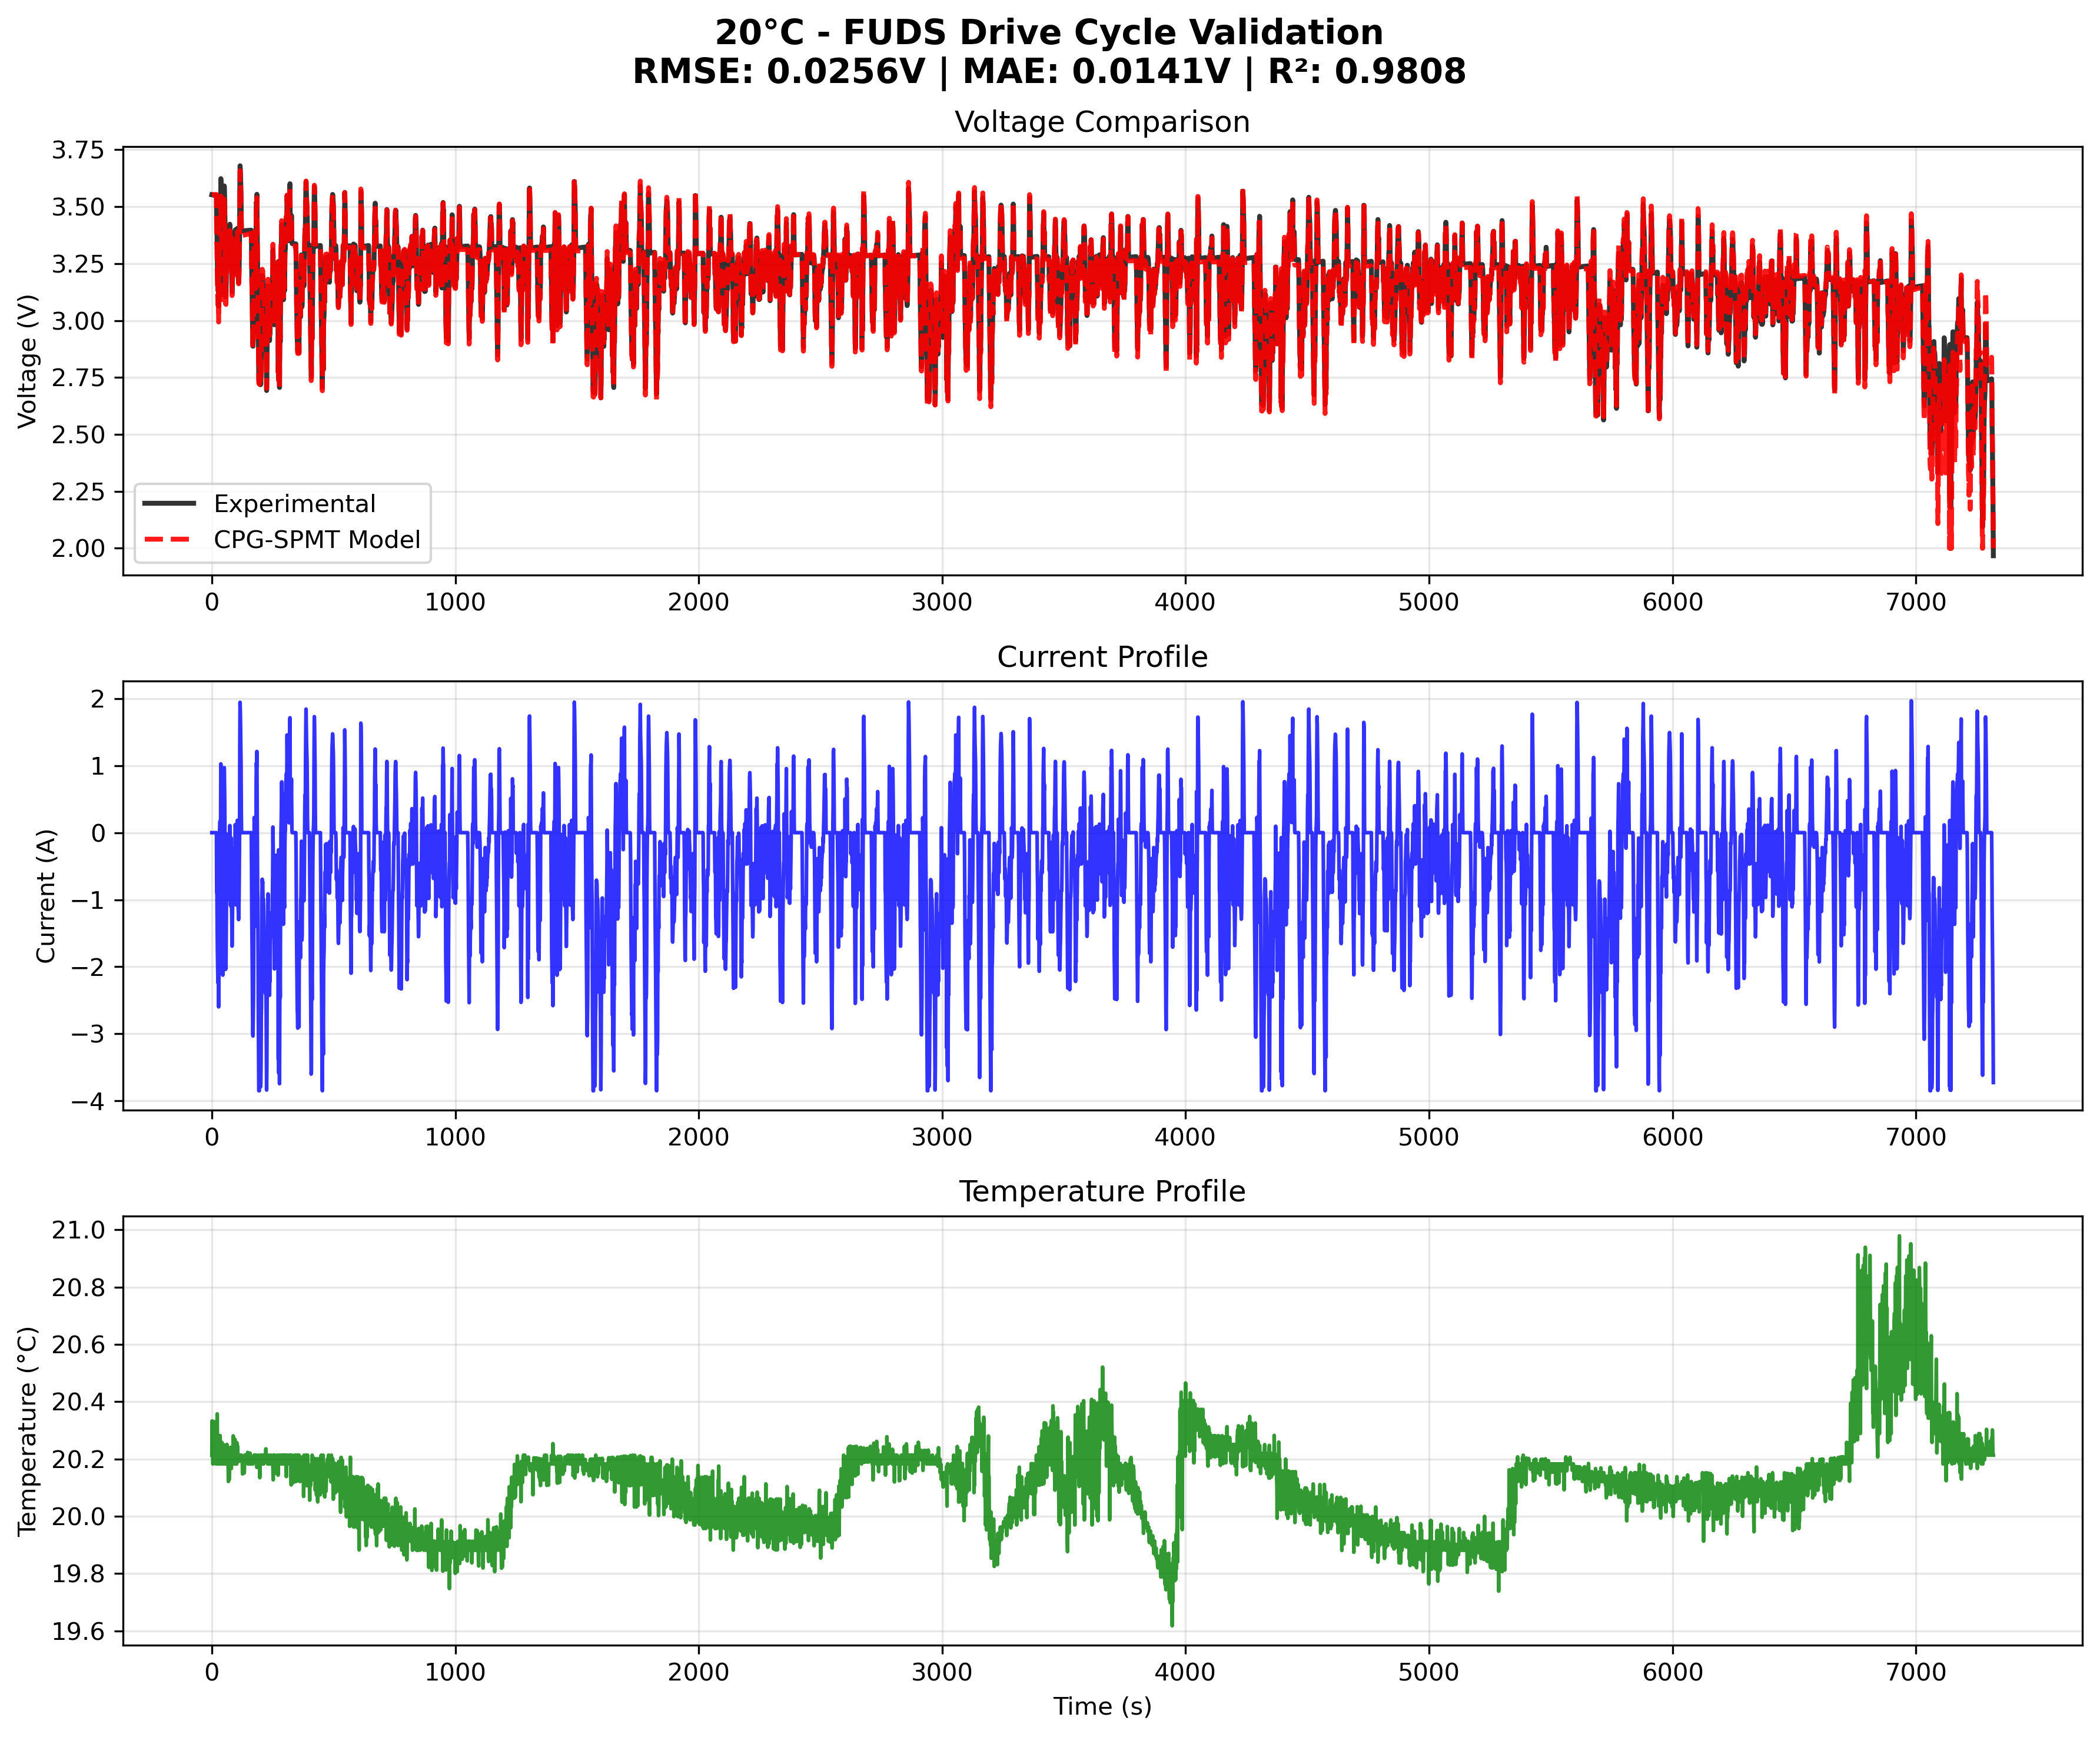 20°C - FUDS Drive Cycle Validation
RMSE: 0.0256V | MAE: 0.0141V | R²: 0.9808
Voltage Comparison
Voltage (V)
3.75
3.50
3.25
3.00
2.75
2.50
2.25
2.00
Experimental
CPG-SPMT Model
0 1000 2000 3000 4000 5000 6000 7000
Current Profile
Current (A)
2
1
0
−1
−2
−3
−4
0 1000 2000 3000 4000 5000 6000 7000
Temperature Profile
Temperature (°C)
21.0
20.8
20.6
20.4
20.2
20.0
19.8
19.6
0 1000 2000 3000 4000 5000 6000 7000
Time (s)